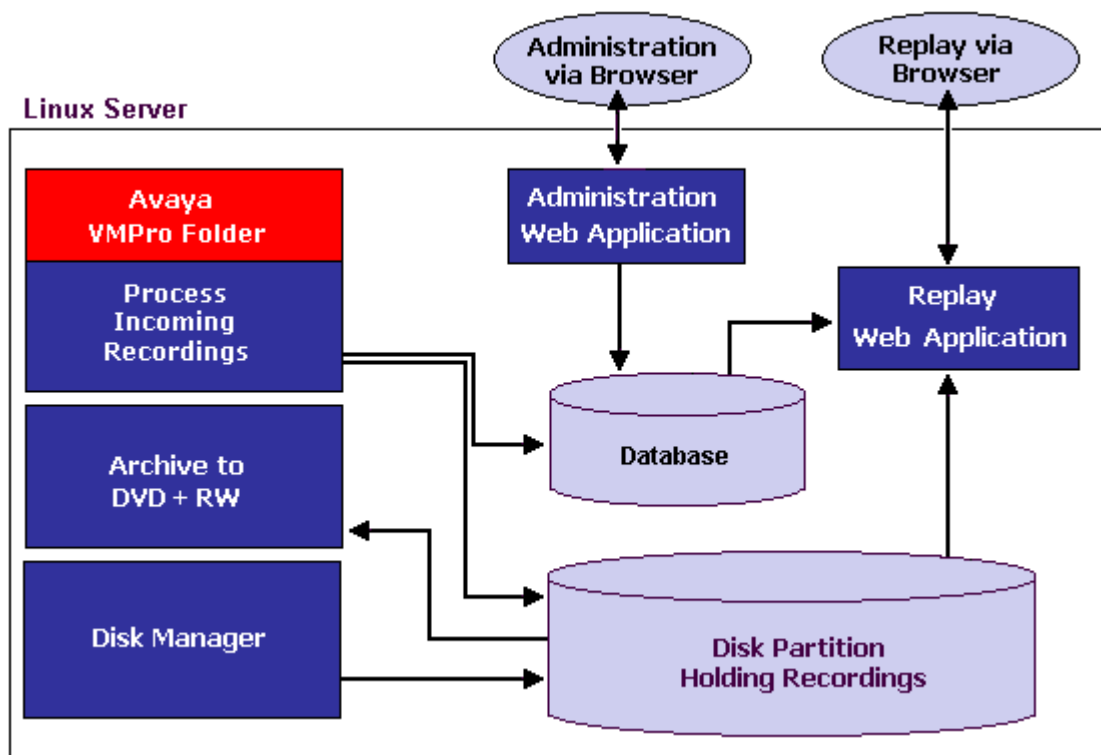 Administration
via Browser
Replay via
Browser
Linux Server
Avaya
VMPro Folder
Process
Incoming
Recordings
Administration
Web Application
Replay
Web Application
Archive to
DVD + RW
Database
Disk Manager
Disk Partition
Holding Recordings